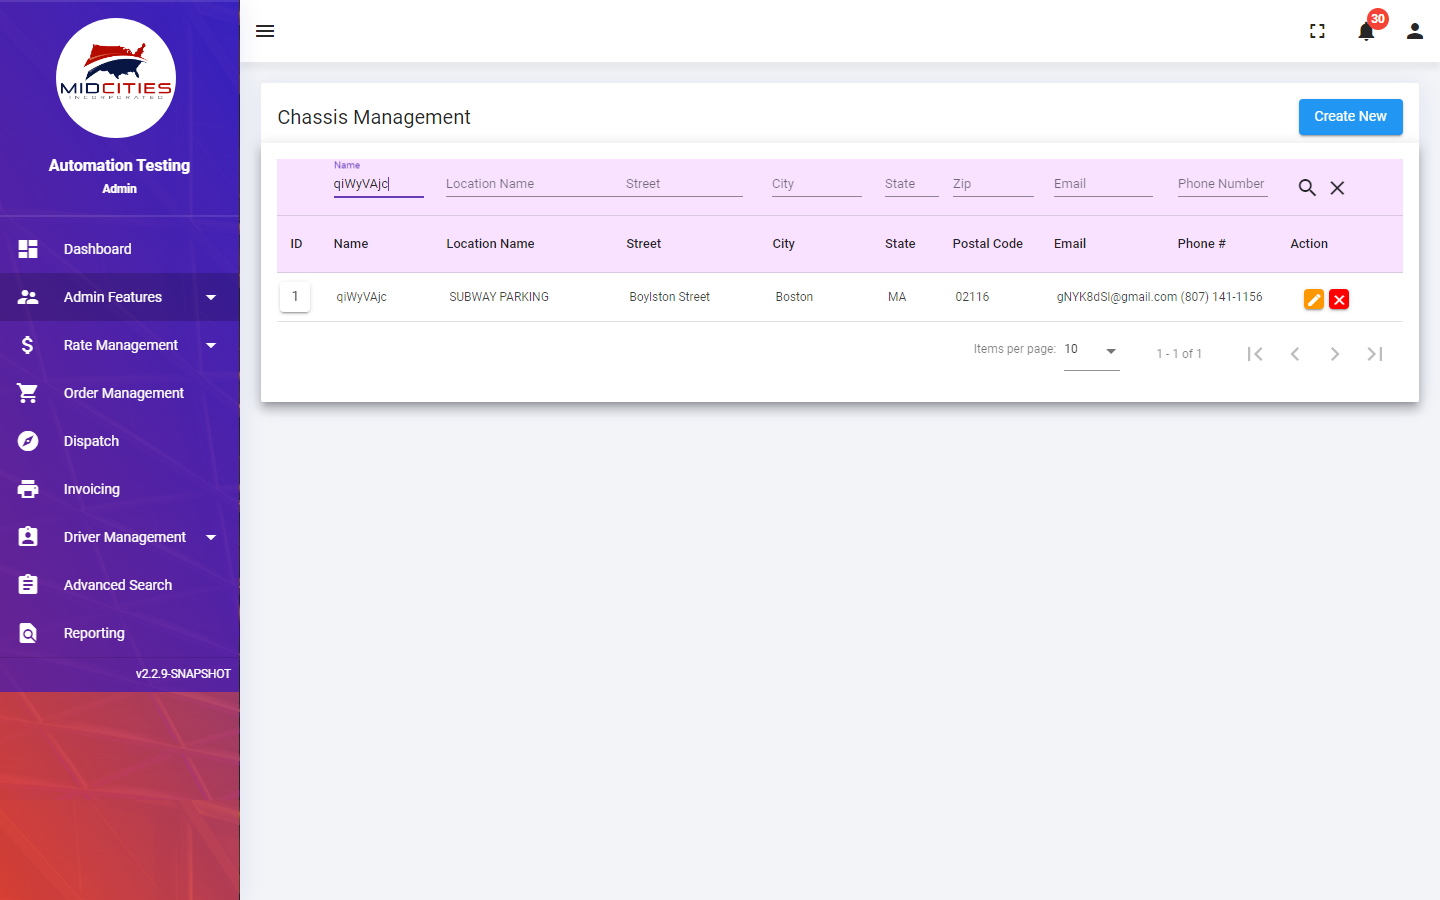 MIDCITIES
INCORPORATED
Automation Testing
Admin
Dashboard
Admin Features
Rate Management
Order Management
Dispatch
Invoicing
Driver Management
Advanced Search
Reporting
v2.2.9-SNAPSHOT
30
Chassis Management
Create New
Name
qiWyVAjc Location Name Street City State Zip Email Phone Number
ID Name Location Name Street City State Postal Code Email Phone # Action
1 qiWyVAjc SUBWAY PARKING Boylston Street Boston MA 02116 gNYK8dSI@gmail.com (807) 141-1156
Items per page: 10 1 - 1 of 1